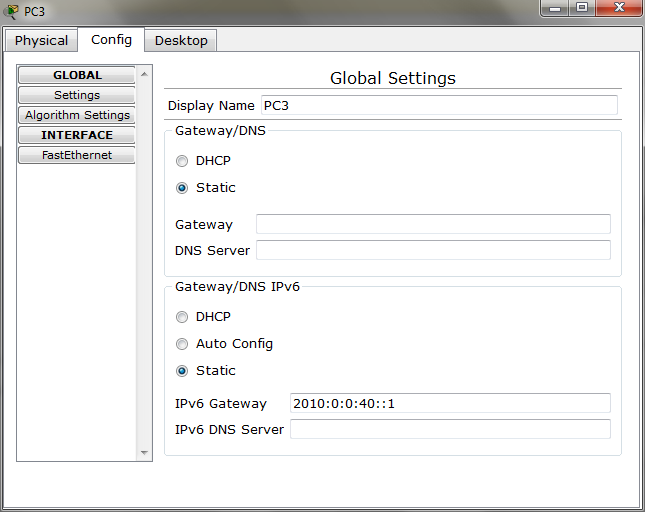 PC3
Physical Config Desktop
GLOBAL
Settings
Algorithm Settings
INTERFACE
FastEthernet
Global Settings
Display Name PC3
Gateway/DNS
DHCP
Static
Gateway
DNS Server
Gateway/DNS IPv6
DHCP
Auto Config
Static
IPv6 Gateway 2010:0:0:40::1
IPv6 DNS Server